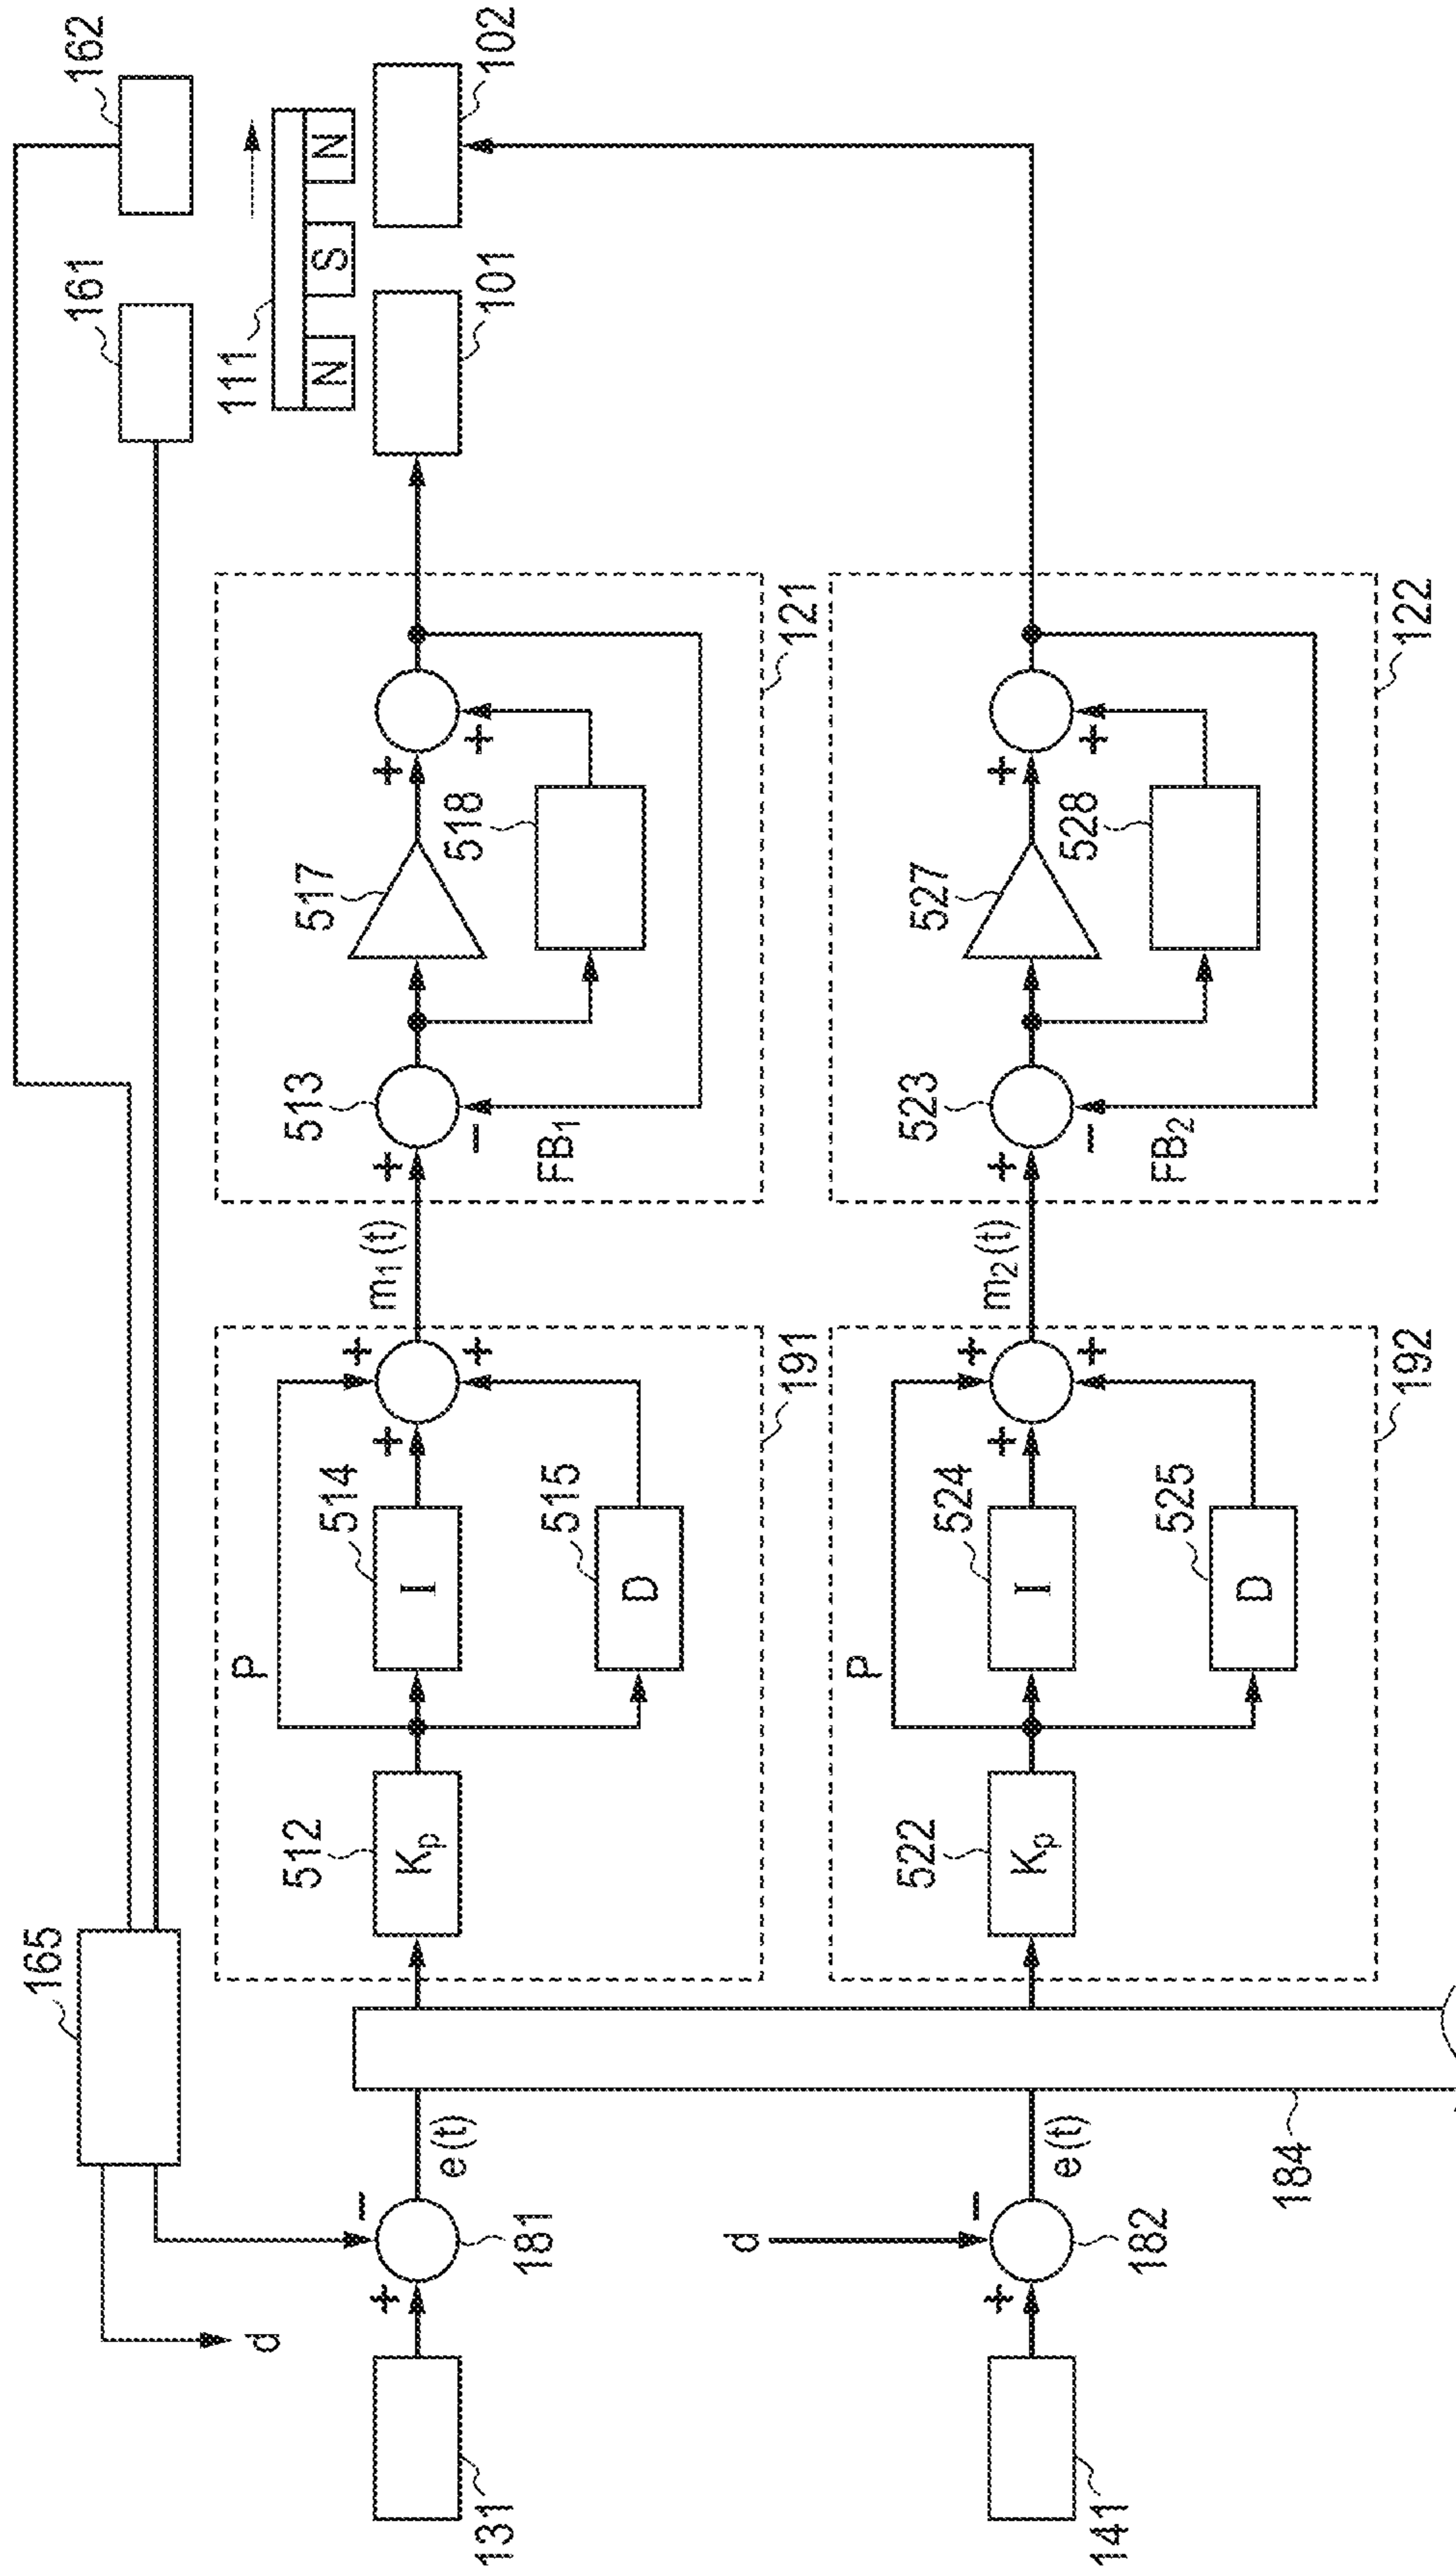 162
161
111
N S N
102
101
165
d
131
+
−
181
e(t)
191
512
Kp
P
514
I
515
D
+
+
+
m₁(t)
121
513
+
−
FB₁
517
518
+
+
141
d
+
−
182
e(t)
184
192
522
Kp
P
524
I
525
D
+
+
+
m₂(t)
122
523
+
−
FB₂
527
528
+
+